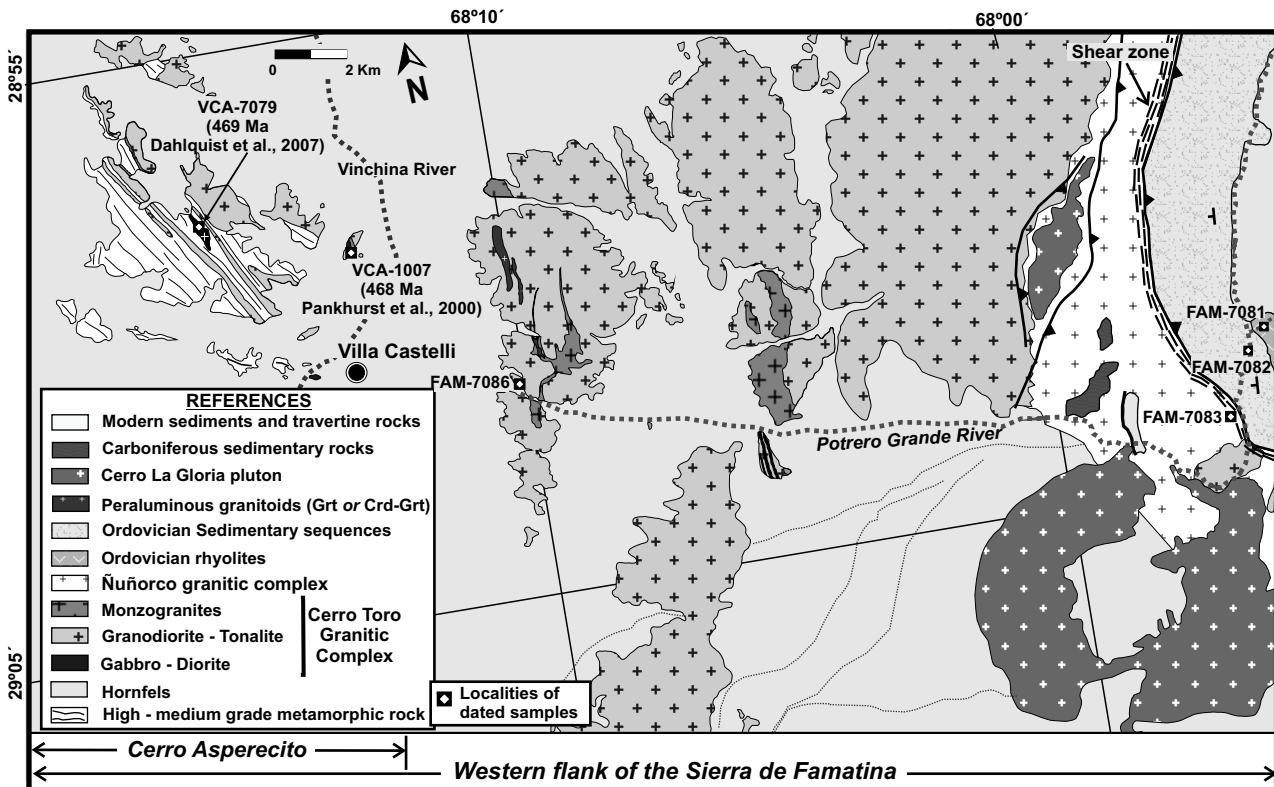 68º10´
68º00´
28º55´
29º05´
0 2 Km
N
Shear zone
VCA-7079
(469 Ma
Dahlquist et al., 2007)
Vinchina River
VCA-1007
(468 Ma
Pankhurst et al., 2000)
Villa Castelli
FAM-7086
FAM-7081
FAM-7082
FAM-7083
Potrero Grande River
REFERENCES
Modern sediments and travertine rocks
Carboniferous sedimentary rocks
Cerro La Gloria pluton
Peraluminous granitoids (Grt or Crd-Grt)
Ordovician Sedimentary sequences
Ordovician rhyolites
Ñuñorco granitic complex
Monzogranites
Granodiorite - Tonalite
Gabbro - Diorite
Cerro Toro
Granitic
Complex
Hornfels
High - medium grade metamorphic rock
Localities of
dated samples
Cerro Asperecito
Western flank of the Sierra de Famatina